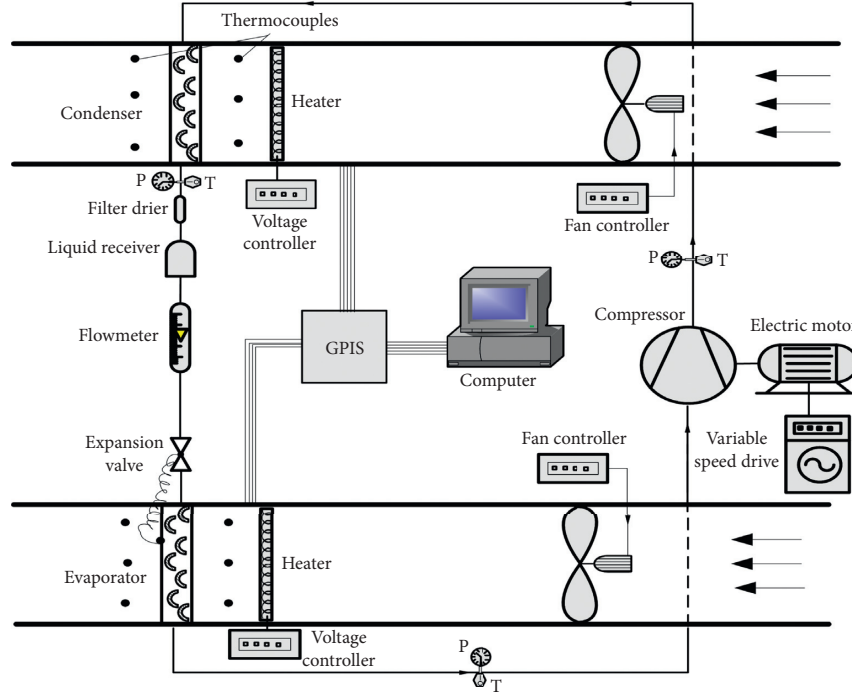 Thermocouples
Condenser
Heater
P
T
Filter drier
Voltage
controller
Fan controller
Liquid receiver
P
T
Compressor
Flowmeter
GPIS
Electric motor
Computer
Expansion
valve
Fan controller
Variable
speed drive
Evaporator
Heater
Voltage
controller
P
T